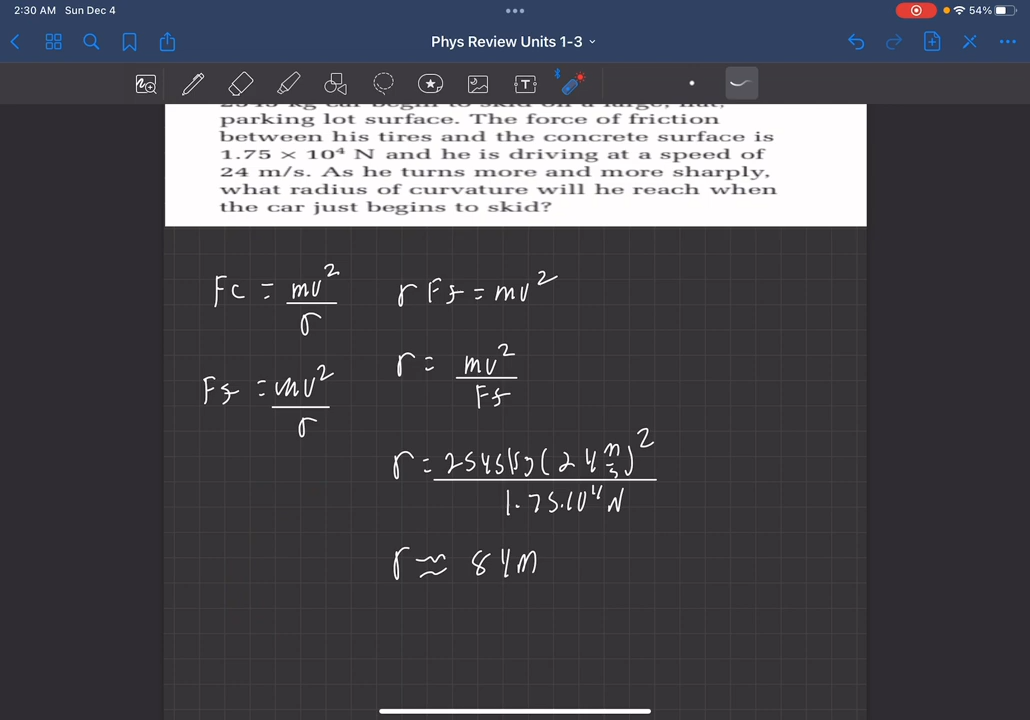 2:30 AM Sun Dec 4
54%
Phys Review Units 1-3
parking lot surface. The force of friction
between his tires and the concrete surface is
1.75 × 10⁴ N and he is driving at a speed of
24 m/s. As he turns more and more sharply,
what radius of curvature will he reach when
the car just begins to skid?
Fc = mv²/r
Ff = mv²/r
r Ff = mv²
r = mv²/Ff
r = 2545kg(24 m/s)²/1.75·10⁴ N
r ≈ 84m